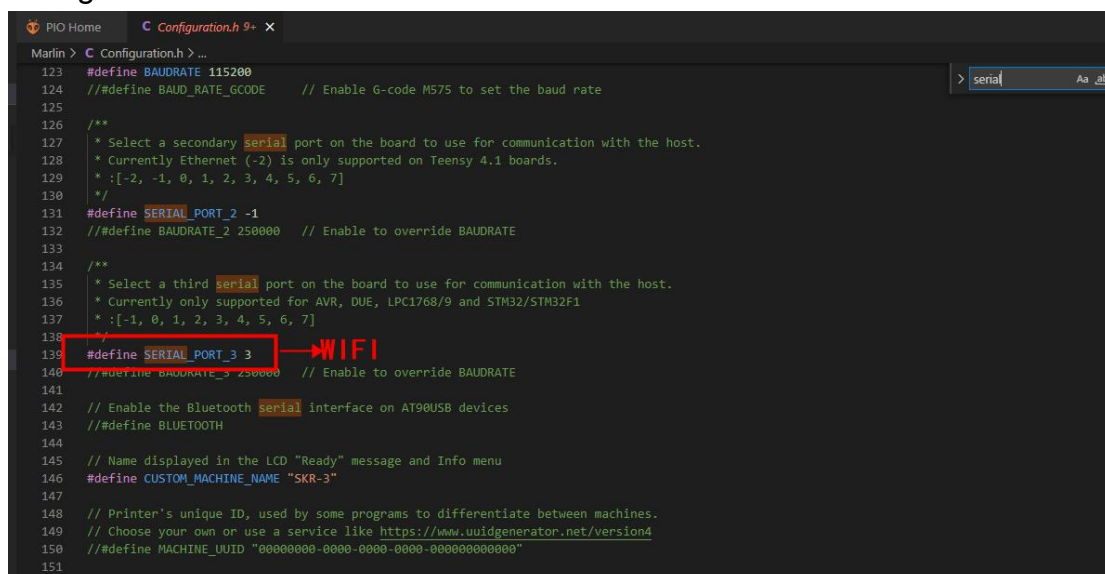 PIO Home
Configuration.h 9+
Marlin > C Configuration.h > ...
serial
Aa
123 #define BAUDRATE 115200
124 //#define BAUD_RATE_GCODE // Enable G-code M575 to set the baud rate
125
126 /**
127 * Select a secondary serial port on the board to use for communication with the host.
128 * Currently Ethernet (-2) is only supported on Teensy 4.1 boards.
129 * :[-2, -1, 0, 1, 2, 3, 4, 5, 6, 7]
130 */
131 #define SERIAL_PORT_2 -1
132 //#define BAUDRATE_2 250000 // Enable to override BAUDRATE
133
134 /**
135 * Select a third serial port on the board to use for communication with the host.
136 * Currently only supported for AVR, DUE, LPC1768/9 and STM32/STM32F1
137 * :[-1, 0, 1, 2, 3, 4, 5, 6, 7]
138 */
139 #define SERIAL_PORT_3 3 WIFI
140 //#define BAUDRATE_3 250000 // Enable to override BAUDRATE
141
142 // Enable the Bluetooth serial interface on AT90USB devices
143 //#define BLUETOOTH
144
145 // Name displayed in the LCD "Ready" message and Info menu
146 #define CUSTOM_MACHINE_NAME "SKR-3"
147
148 // Printer's unique ID, used by some programs to differentiate between machines.
149 // Choose your own or use a service like https://www.uuidgenerator.net/version4
150 //#define MACHINE_UUID "00000000-0000-0000-0000-000000000000"
151